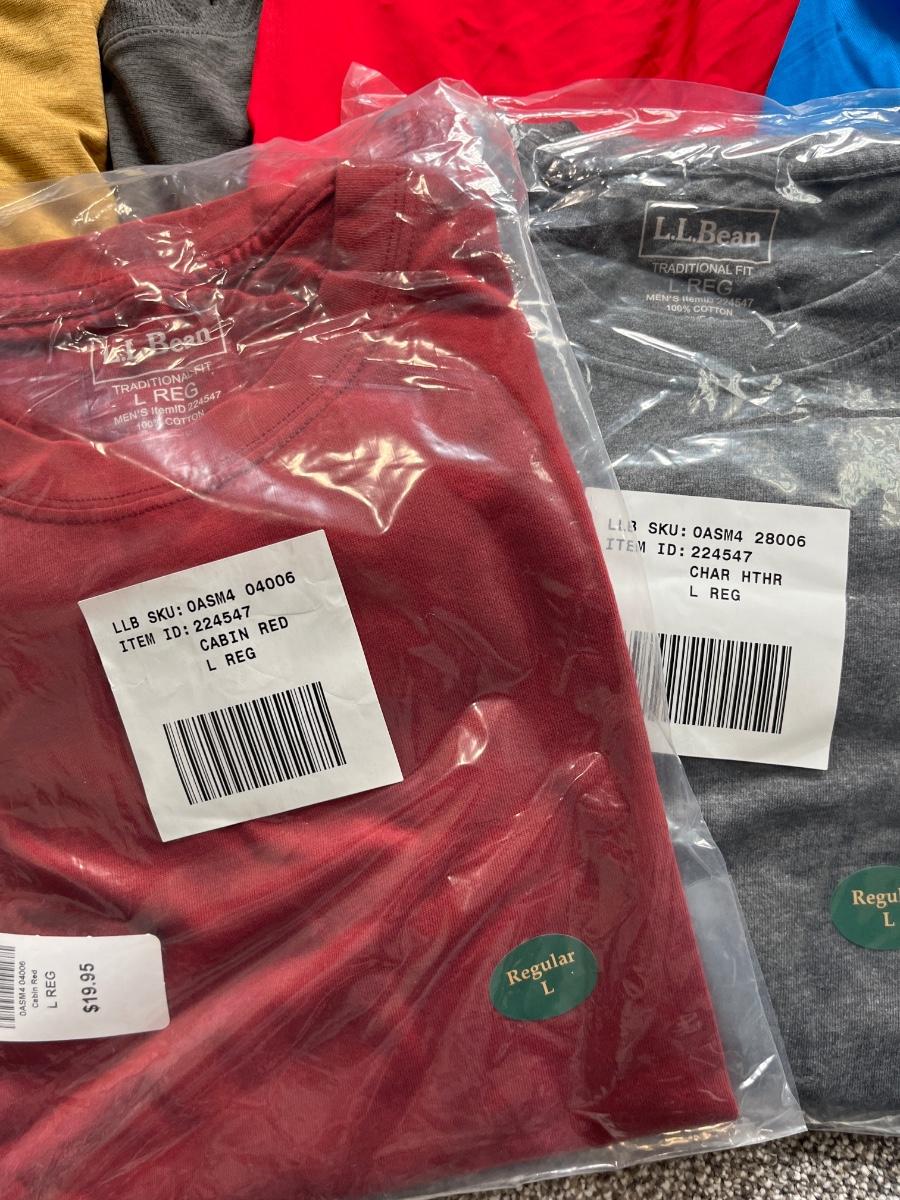 L.L.Bean
TRADITIONAL FIT
L REG
MEN'S ItemID 224547
100% COTTON
LLB SKU: 0ASM4 04006
ITEM ID: 224547
CABIN RED
L REG
0ASM4 04006
Cabin Red
L REG
$19.95
Regular
L
L.L.Bean
TRADITIONAL FIT
L REG
MEN'S ItemID 224547
100% COTTON
LLB SKU: 0ASM4 28006
ITEM ID: 224547
CHAR HTHR
L REG
Regul
L